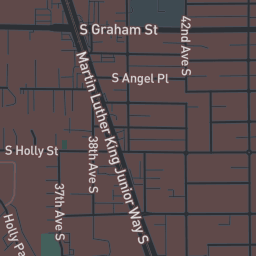 S Graham St
42nd Ave S
S Angel Pl
Martin Luther King Junior Way S
S Holly St
38th Ave S
37th Ave S
Holly Pa